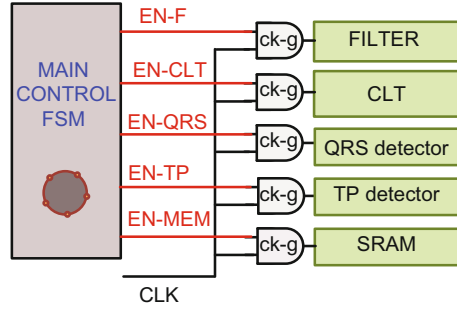 MAIN
CONTROL
FSM
EN-F
ck-g
FILTER
EN-CLT
ck-g
CLT
EN-QRS
ck-g
QRS detector
EN-TP
ck-g
TP detector
EN-MEM
ck-g
SRAM
CLK